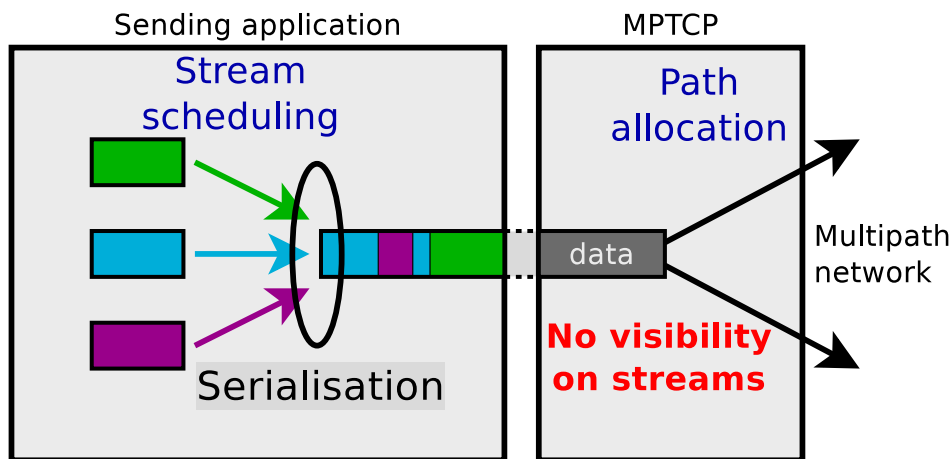 Sending application
MPTCP
Stream
scheduling
Path
allocation
data
Multipath
network
No visibility
on streams
Serialisation